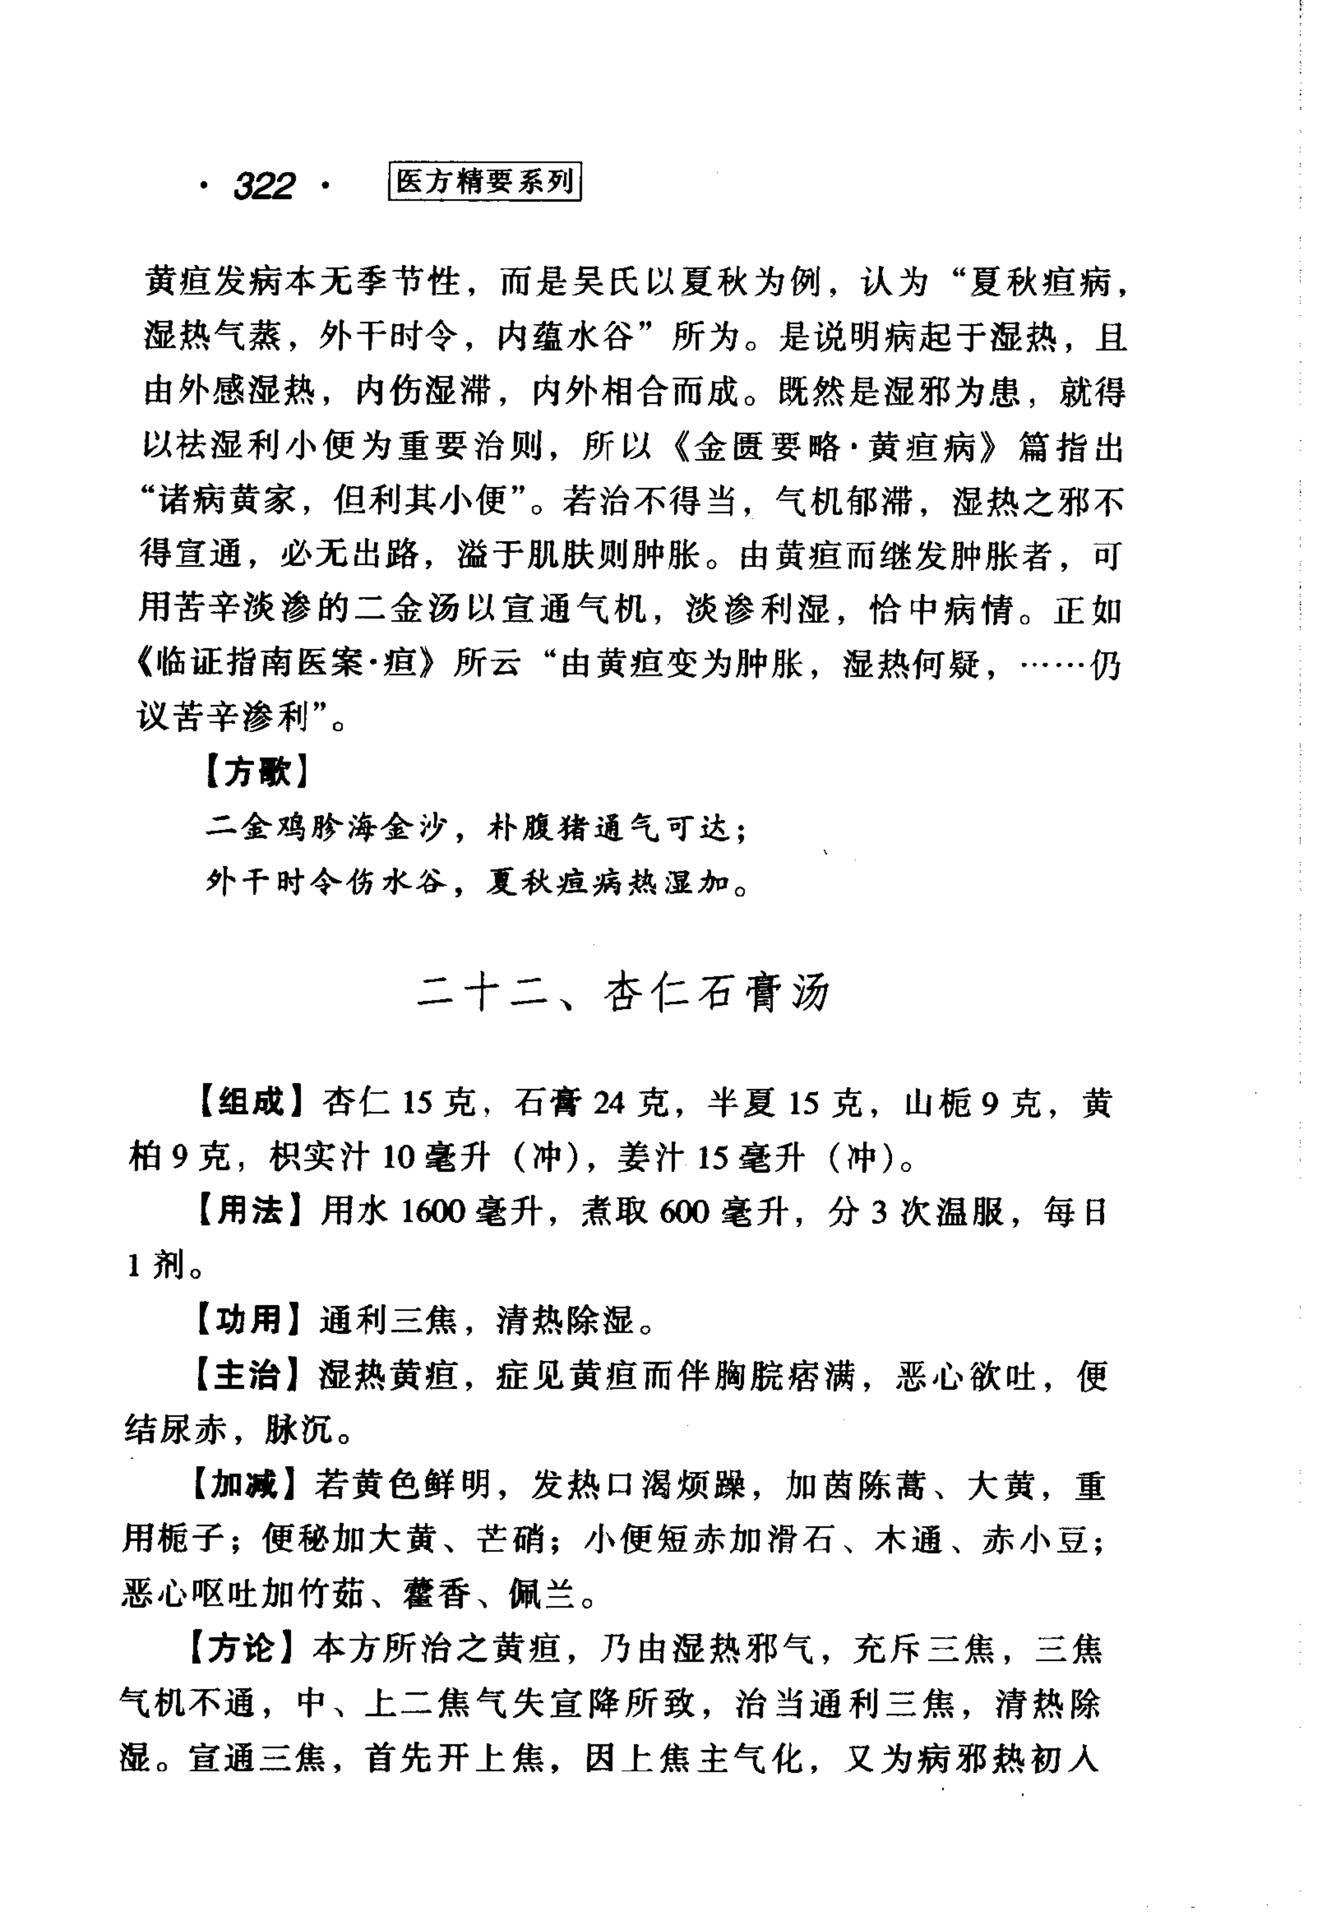 · 322 · 医方精要系列
黄疸发病本无季节性，而是吴氏以夏秋为例，认为“夏秋疸病，
湿热气蒸，外干时令，内蕴水谷”所为。是说明病起于湿热，且
由外感湿热，内伤湿滞，内外相合而成。既然是湿邪为患，就得
以祛湿利小便为重要治则，所以《金匮要略·黄疸病》篇指出
“诸病黄家，但利其小便”。若治不得当，气机郁滞，湿热之邪不
得宣通，必无出路，溢于肌肤则肿胀。由黄疸而继发肿胀者，可
用苦辛淡渗的二金汤以宣通气机，淡渗利湿，恰中病情。正如
《临证指南医案·疸》所云“由黄疸变为肿胀，湿热何疑，……仍
议苦辛渗利”。
【方歌】
二金鸡胗海金沙，朴腹猪通气可达；
外干时令伤水谷，夏秋疸病热湿加。
二十二、杏仁石膏汤
【组成】杏仁 15 克，石膏 24 克，半夏 15 克，山栀 9 克，黄
柏 9 克，枳实汁 10 毫升（冲），姜汁 15 毫升（冲）。
【用法】用水 1600 毫升，煮取 600 毫升，分 3 次温服，每日
1 剂。
【功用】通利三焦，清热除湿。
【主治】湿热黄疸，症见黄疸而伴胸脘痞满，恶心欲吐，便
结尿赤，脉沉。
【加减】若黄色鲜明，发热口渴烦躁，加茵陈蒿、大黄，重
用栀子；便秘加大黄、芒硝；小便短赤加滑石、木通、赤小豆；
恶心呕吐加竹茹、藿香、佩兰。
【方论】本方所治之黄疸，乃由湿热邪气，充斥三焦，三焦
气机不通，中、上二焦气失宣降所致，治当通利三焦，清热除
湿。宣通三焦，首先开上焦，因上焦主气化，又为病邪热初入